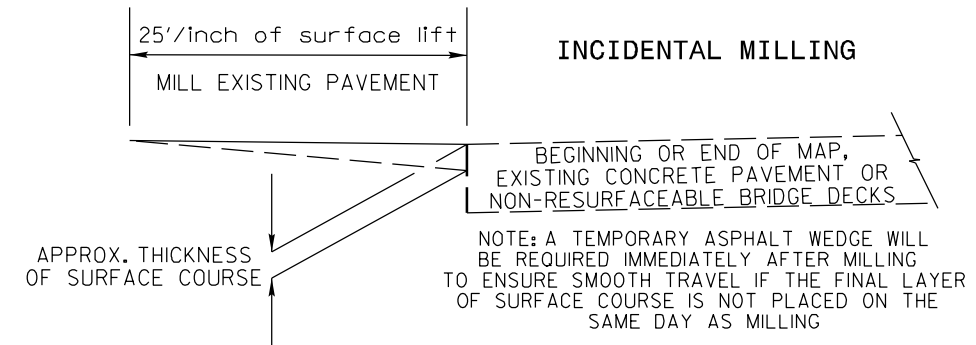 25'/inch of surface lift
MILL EXISTING PAVEMENT
INCIDENTAL MILLING
BEGINNING OR END OF MAP,
EXISTING CONCRETE PAVEMENT OR
NON-RESURFACEABLE BRIDGE DECKS
APPROX. THICKNESS
OF SURFACE COURSE
NOTE: A TEMPORARY ASPHALT WEDGE WILL
BE REQUIRED IMMEDIATELY AFTER MILLING
TO ENSURE SMOOTH TRAVEL IF THE FINAL LAYER
OF SURFACE COURSE IS NOT PLACED ON THE
SAME DAY AS MILLING